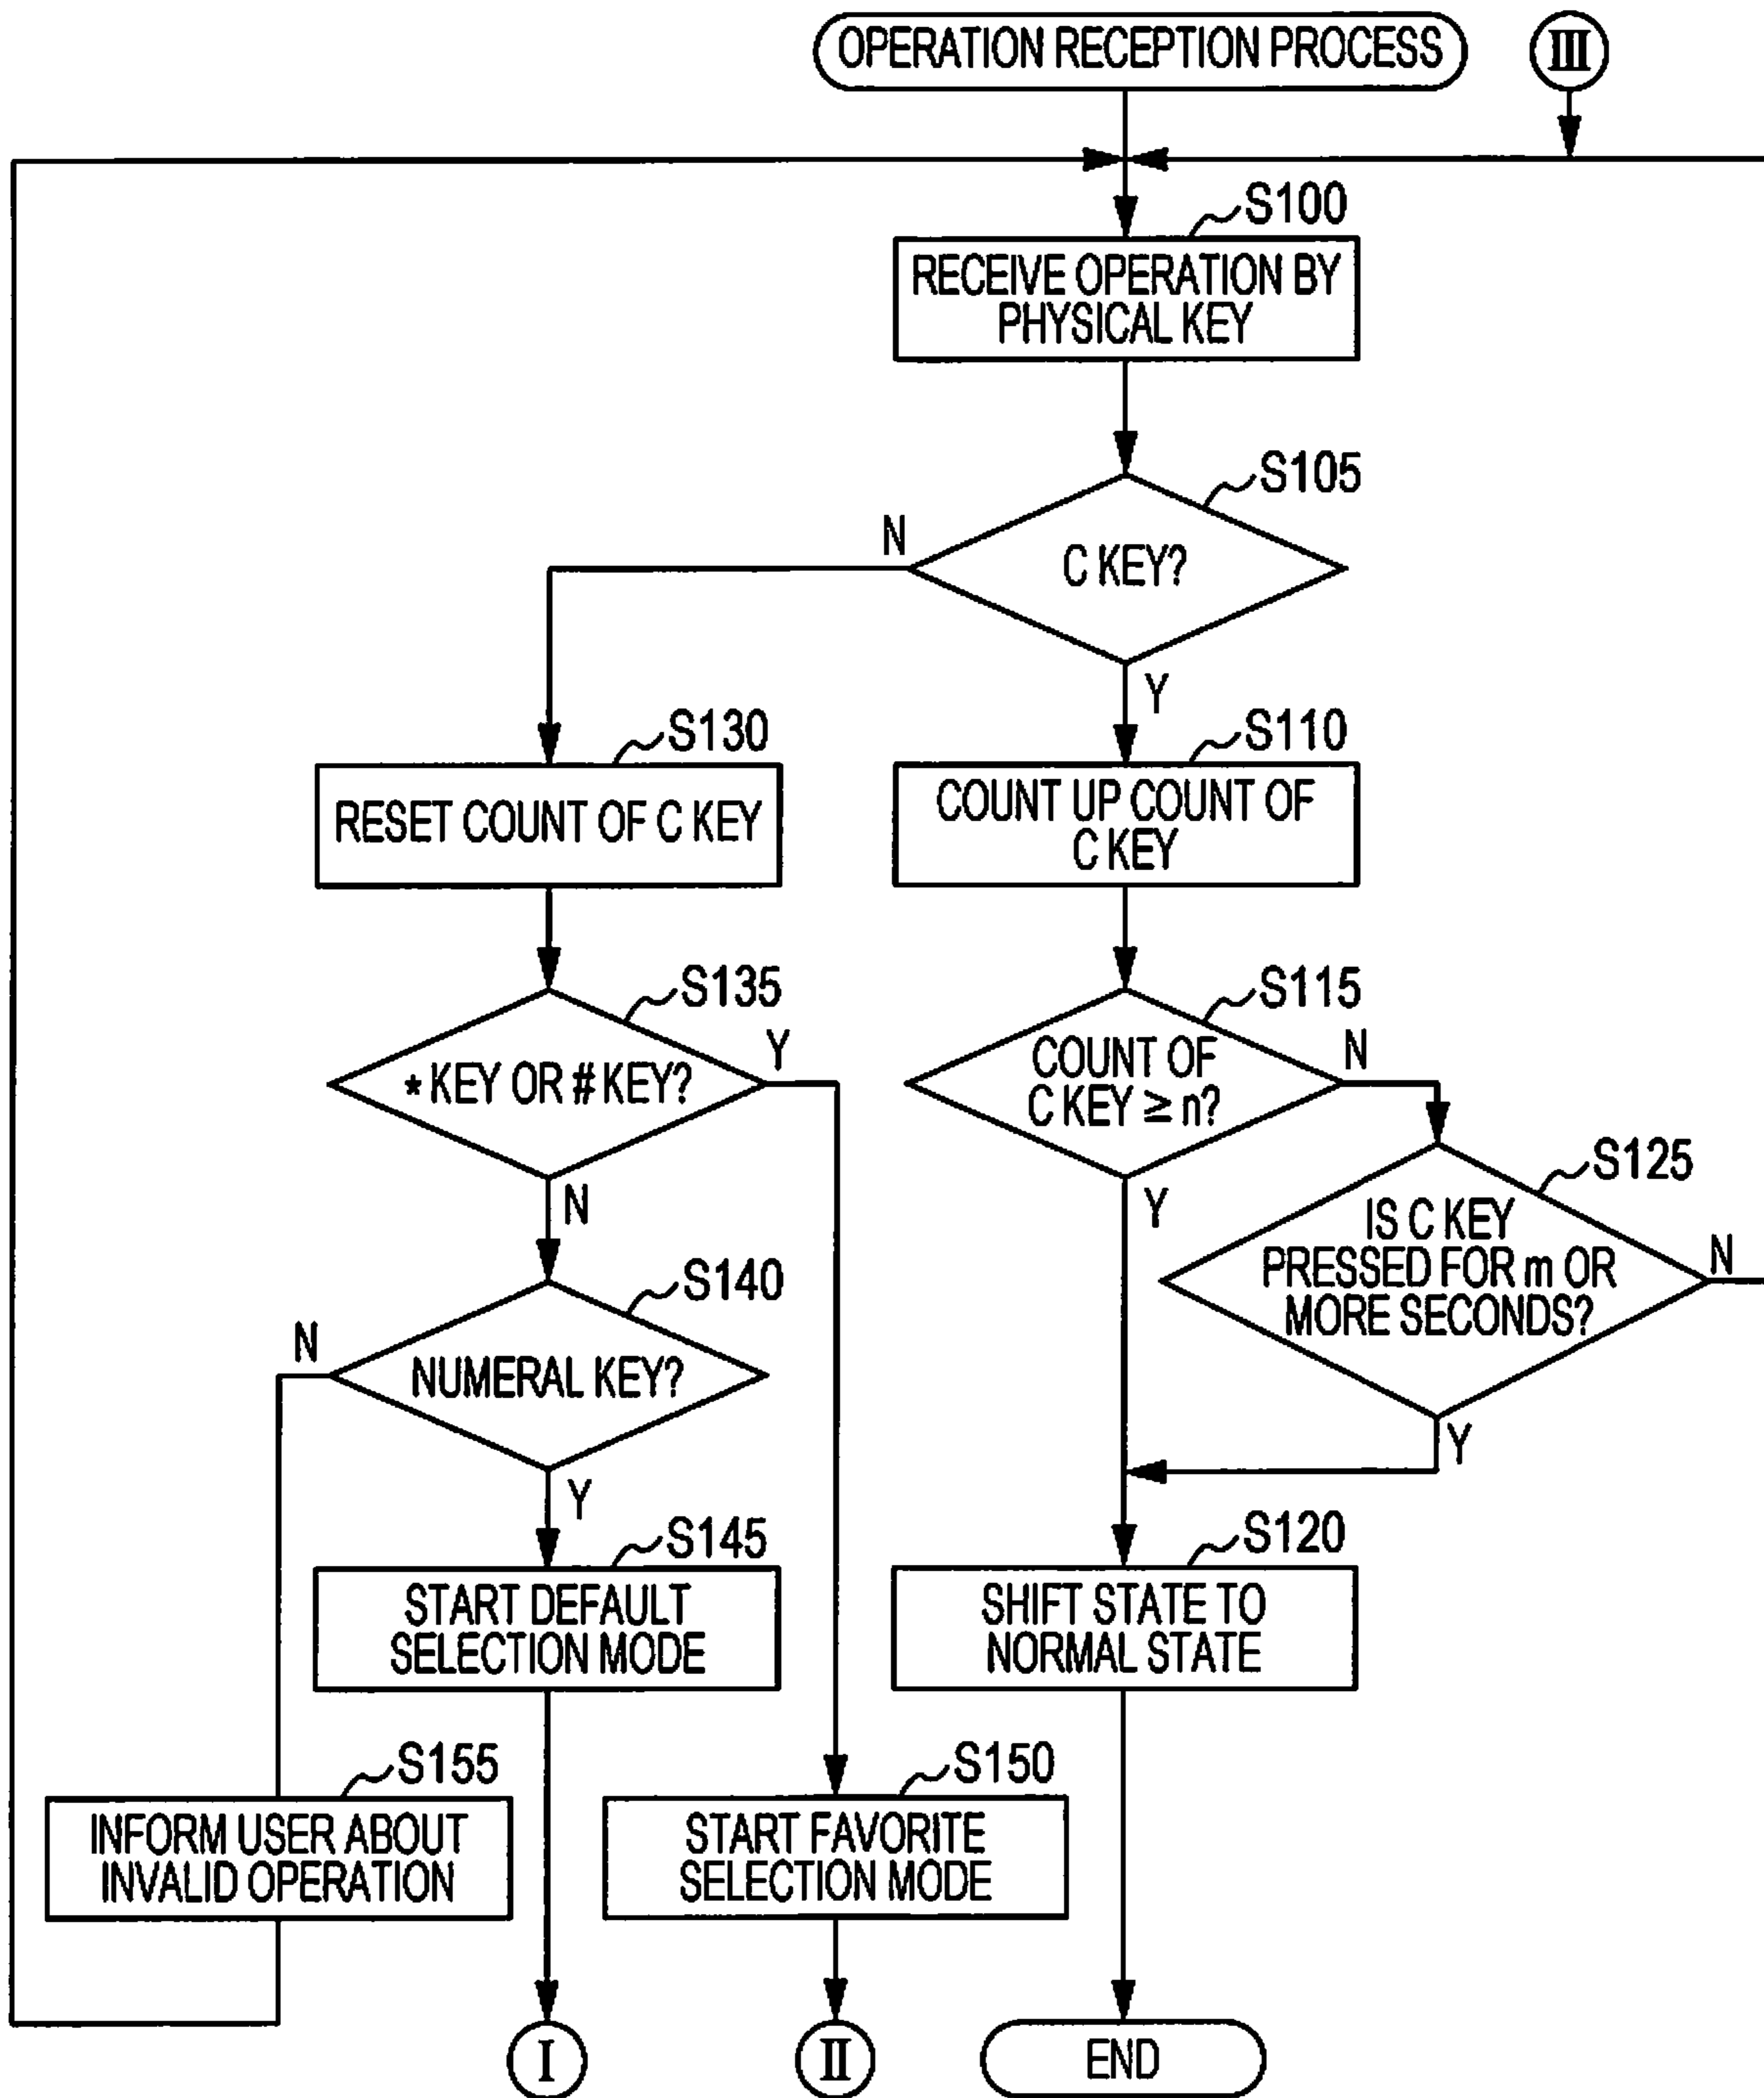 OPERATION RECEPTION PROCESS
III
S100
RECEIVE OPERATION BY
PHYSICAL KEY
S105
N
C KEY?
Y
S130
RESET COUNT OF C KEY
S110
COUNT UP COUNT OF
C KEY
S135
* KEY OR # KEY?
Y
N
S115
COUNT OF
C KEY ≥ n?
N
Y
S125
IS C KEY
PRESSED FOR m OR
MORE SECONDS?
N
Y
S140
N
NUMERAL KEY?
Y
S145
START DEFAULT
SELECTION MODE
S120
SHIFT STATE TO
NORMAL STATE
S155
INFORM USER ABOUT
INVALID OPERATION
S150
START FAVORITE
SELECTION MODE
I
II
END